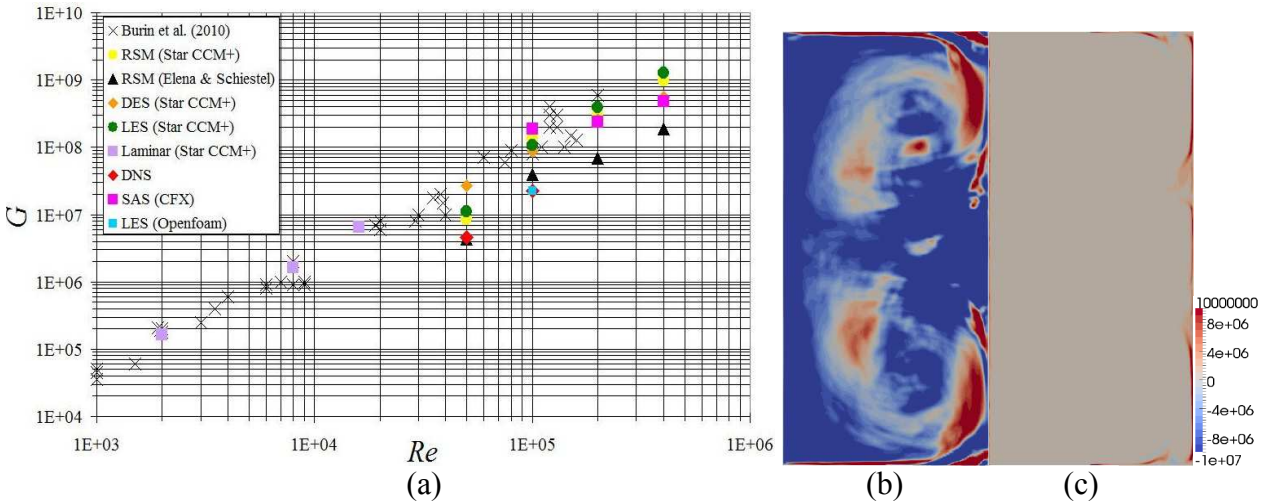 1E+10
1E+09
1E+08
1E+07
1E+06
1E+05
1E+04
G
Burin et al. (2010)
RSM (Star CCM+)
RSM (Elena & Schiestel)
DES (Star CCM+)
LES (Star CCM+)
Laminar (Star CCM+)
DNS
SAS (CFX)
LES (Openfoam)
1E+03
1E+04
Re
1E+05
1E+06
(a)
(b)
(c)
10000000
8e+06
4e+06
0
-4e+06
-8e+06
-1e+07